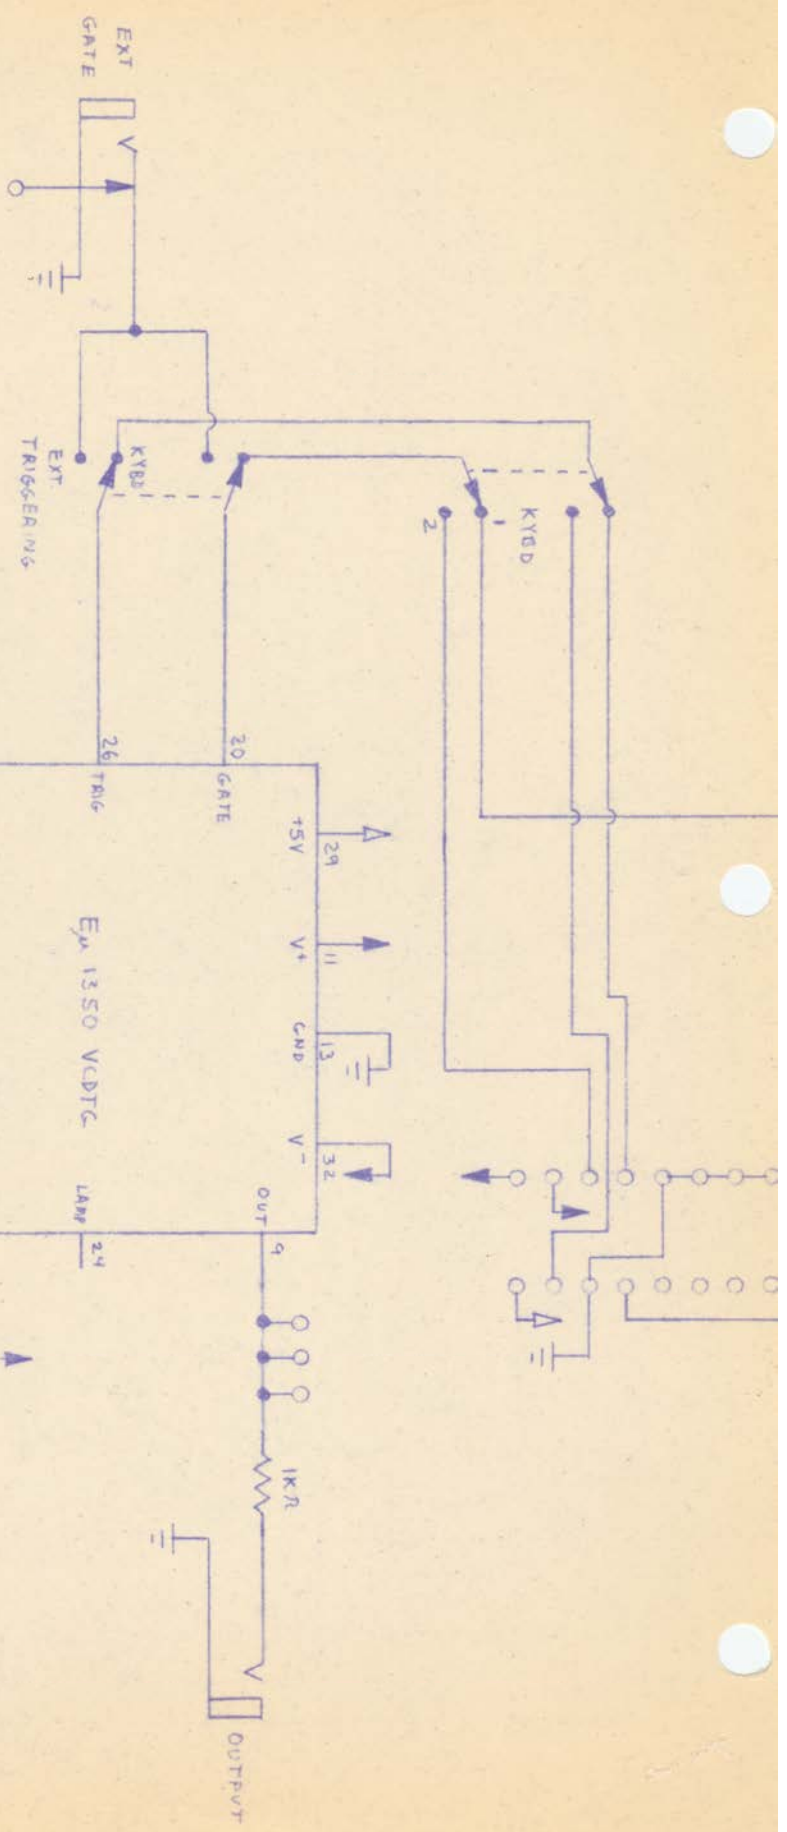 EXT
GATE
KYBD
EXT.
TRIGGERING
KYBD
1
2
26
TRIG
20
GATE
+5V
29
V+
11
GND
13
V-
32
Eμ 1350 VCDTG
OUT
9
LAMP
24
1KΩ
OUTPUT